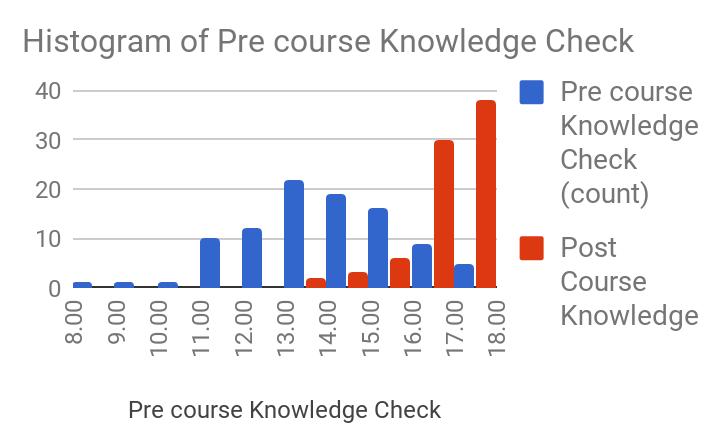 Histogram of Pre course Knowledge Check
40
30
20
10
0
8.00
9.00
10.00
11.00
12.00
13.00
14.00
15.00
16.00
17.00
18.00
Pre course Knowledge Check
Pre course
Knowledge
Check
(count)
Post
Course
Knowledge